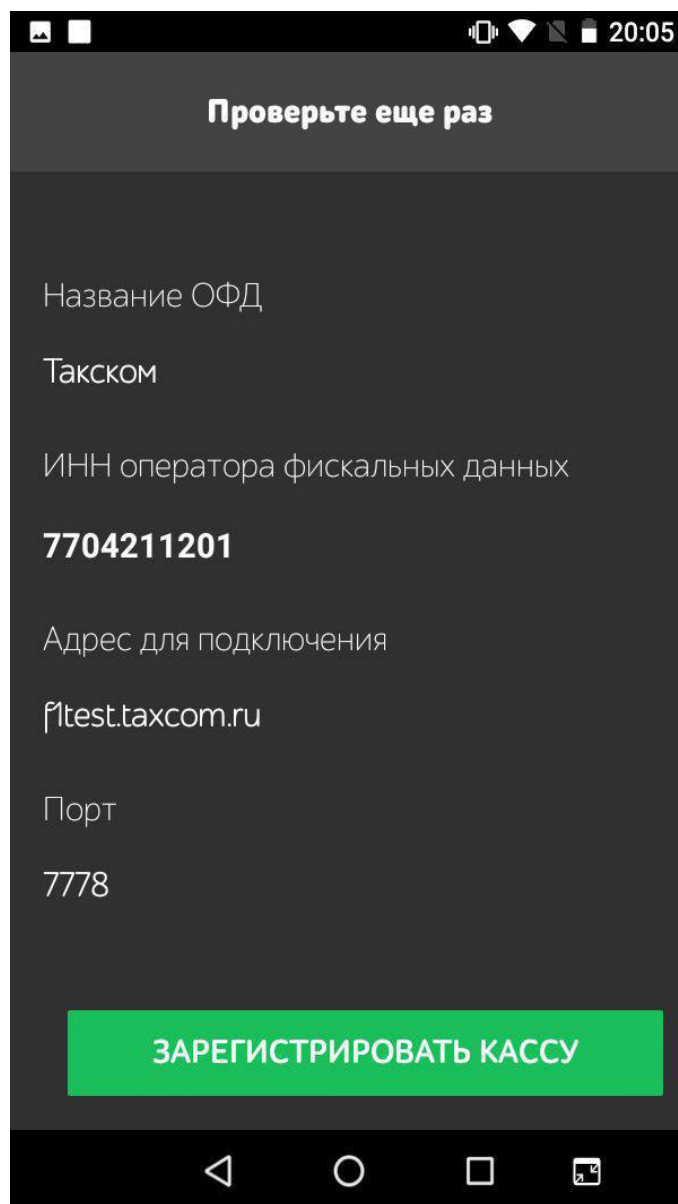 20:05
Проверьте еще раз
Название ОФД
Такском
ИНН оператора фискальных данных
7704211201
Адрес для подключения
f1test.taxcom.ru
Порт
7778
ЗАРЕГИСТРИРОВАТЬ КАССУ